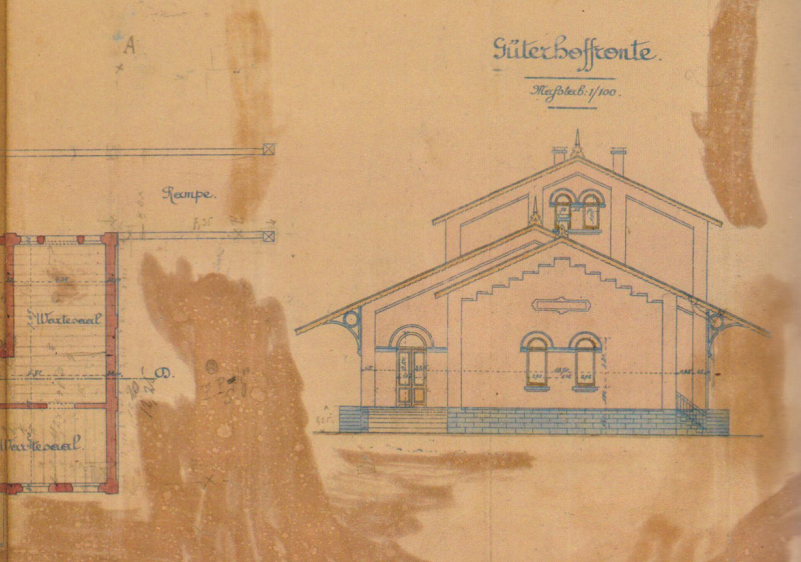 A
Güterhoffronte.
Maßstab: 1/100.
Rampe.
Wartesaal
D.
Wartesaal